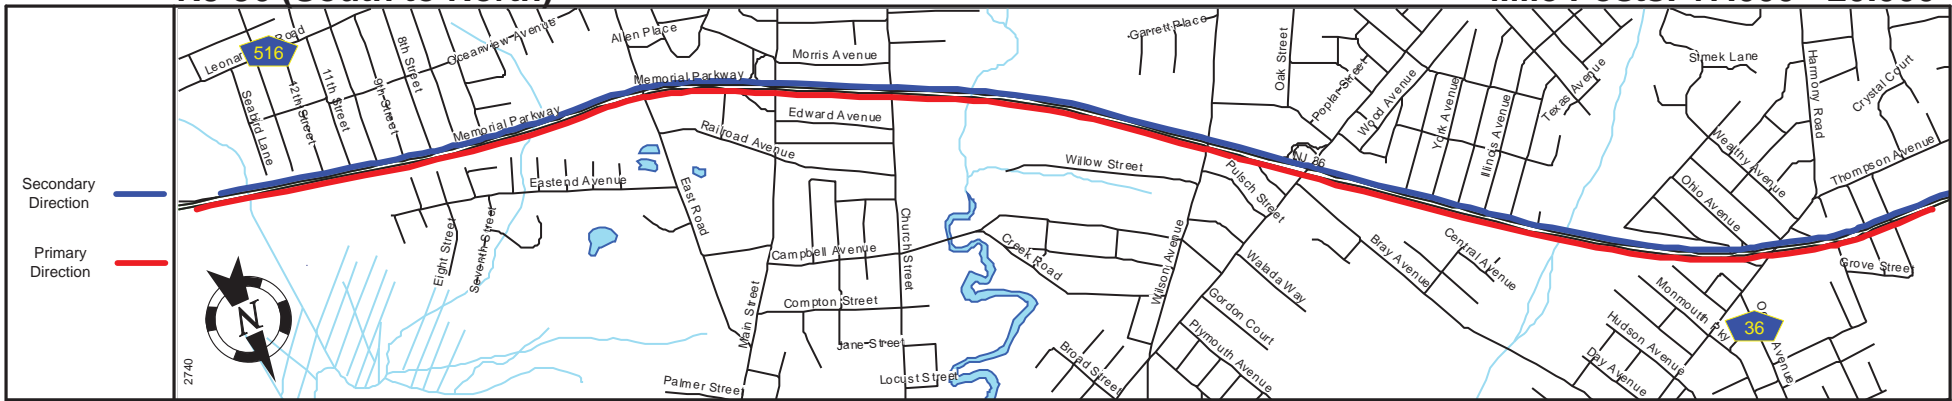 Secondary
Direction
Primary
Direction
516
36
2740
N
Seabird Lane
12th Street
11th Street
9th Street
8th Street
Oceanview Avenue
Memorial Parkway
Allen Place
Memorial Parkway
Morris Avenue
Edward Avenue
Railroad Avenue
Eastend Avenue
East Road
Eight Street
Seventh Street
Campbell Avenue
Church Street
Compton Street
Main Street
Jane Street
Palmer Street
Locust Street
Creek Road
Willow Street
Garrett Place
Oak Street
Poplar Street
Wood Avenue
York Avenue
Illinois Avenue
Texas Avenue
NJ 36
Pulsch Street
Wilson Avenue
Walada Way
Gordon Court
Plymouth Avenue
Broad Street
Bray Avenue
Central Avenue
Simek Lane
Harmony Road
Crystal Court
Wealthy Avenue
Ohio Avenue
Thompson Avenue
Grove Street
Monmouth Pky
Hudson Avenue
Day Avenue
Avenue